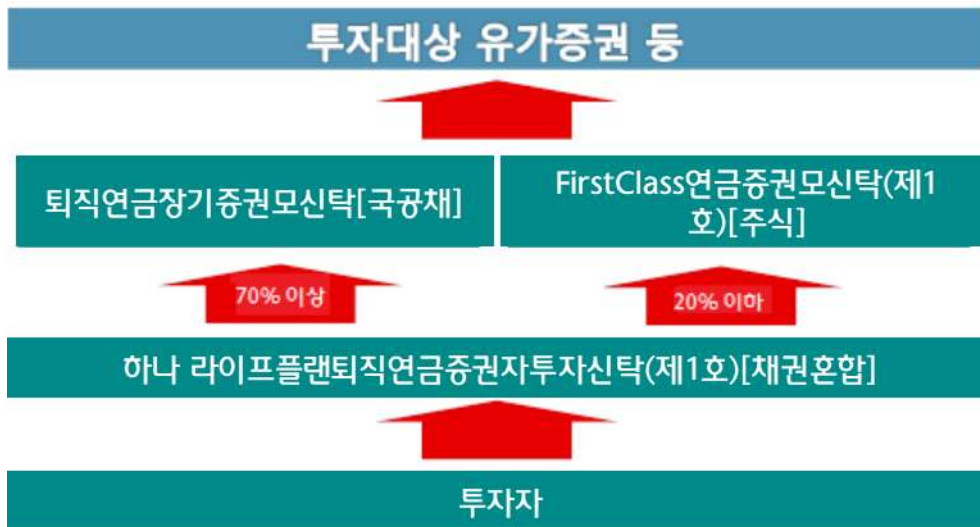 투자대상 유가증권 등
퇴직연금장기증권모신탁[국공채]
FirstClass연금증권모신탁(제1
호)[주식]
70% 이상
20% 이하
하나 라이프플랜퇴직연금증권자투자신탁(제1호)[채권혼합]
투자자